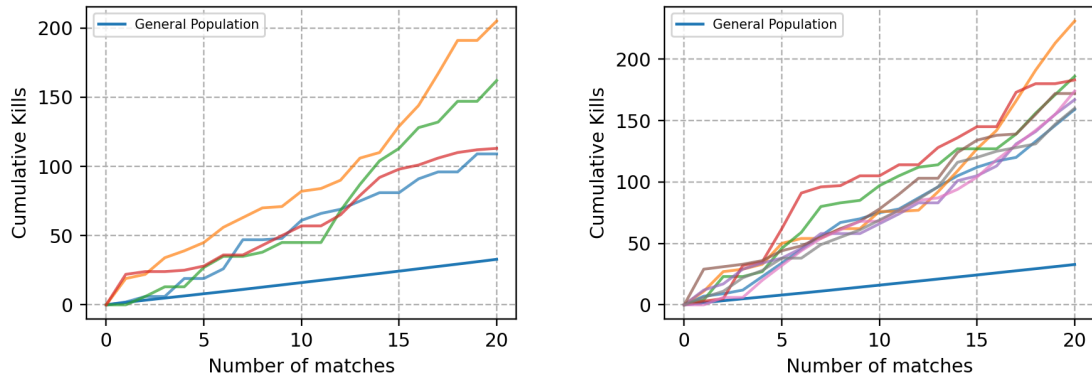 General Population
200
150
100
50
0
Cumulative Kills
0 5 10 15 20
Number of matches
General Population
200
150
100
50
0
Cumulative Kills
0 5 10 15 20
Number of matches